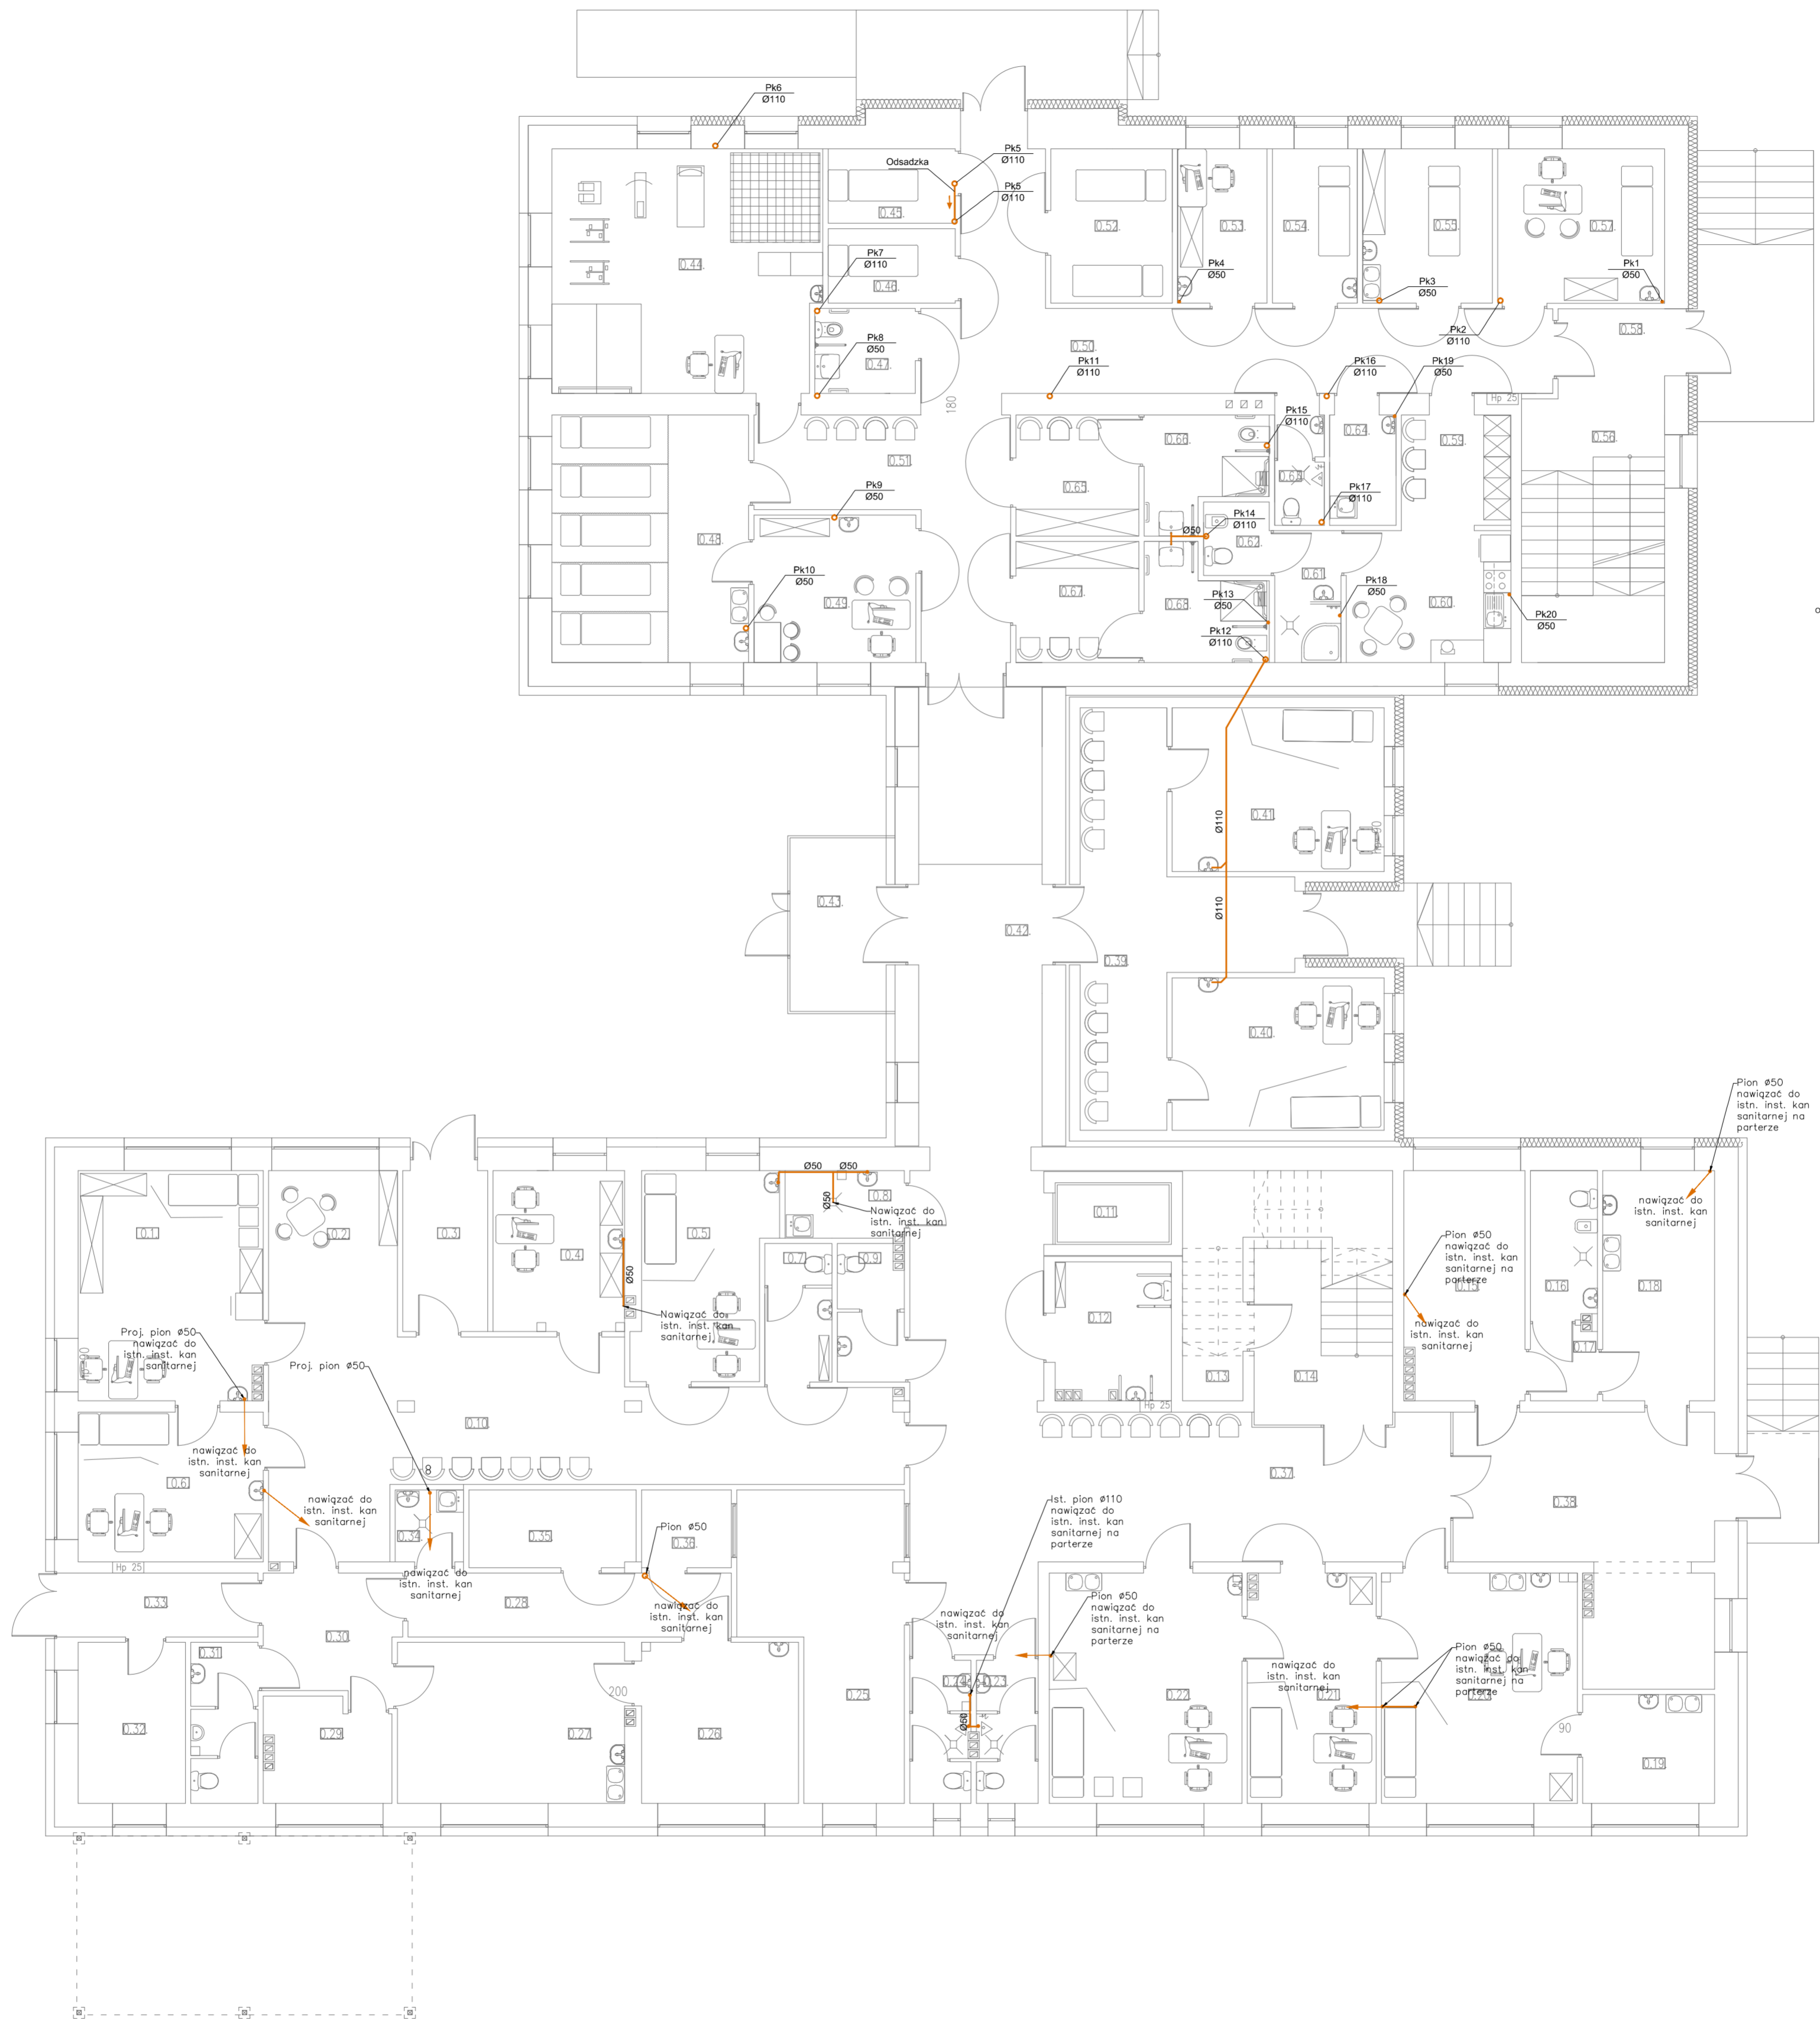 Pk6
Ø110
Odsadzka
Pk5
Ø110
Pk5
Ø110
0.45.
0.52.
0.53.
0.54.
0.55.
0.57.
0.44.
Pk7
Ø110
0.46.
Pk4
Ø50
Pk3
Ø50
Pk1
Ø50
Pk2
Ø110
0.58.
Pk8
Ø50
0.47.
0.50.
Pk11
Ø110
Pk16
Ø110
Pk19
Ø50
180
Hp 25
Pk15
Ø110
0.66.
0.64.
0.59.
0.56.
0.51.
0.63.
Pk9
Ø50
0.65.
Pk17
Ø110
Pk14
Ø110
Ø50
0.62.
0.48.
Pk10
Ø50
0.61.
Pk18
Ø50
0.67.
0.68.
Pk13
Ø50
0.49.
0.60.
Pk20
Ø50
Pk12
Ø110
Ø110
0.41.
Ø110
0.43.
0.42.
0.39.
0.40.
Pion ø50
nawiązać do
istn. inst. kan
sanitarnej na
parterze
Ø50
Ø50
Ø50
0.8.
Nawiązać do
istn. inst. kan
sanitarnej
nawiązać do
istn. inst. kan
sanitarnej
0.11.
0.1.
0.2.
0.3.
0.4.
0.5.
Pion ø50
nawiązać do
istn. inst. kan
sanitarnej na
parterze
0.7.
0.9.
0.15.
0.16.
0.18.
Ø50
Nawiązać do
istn. inst. kan
sanitarnej
0.12.
nawiązać do
istn. inst. kan
sanitarnej
0.17.
Proj. pion ø50
nawiązać do
istn. inst. kan
sanitarnej
Proj. pion ø50
0.13.
0.14.
Hp 25
0.10.
nawiązać do
istn. inst. kan
sanitarnej
8
0.6.
0.37.
0.38.
nawiązać do
istn. inst. kan
sanitarnej
Ist. pion ø110
nawiązać do
istn. inst. kan
sanitarnej na
parterze
0.34.
0.35.
Pion ø50
0.36.
Hp 25
nawiązać do
istn. inst. kan
sanitarnej
0.33.
0.28.
nawiązać do
istn. inst. kan
sanitarnej
nawiązać do
istn. inst. kan
sanitarnej
Pion ø50
nawiązać do
istn. inst. kan
sanitarnej na
parterze
0.30.
0.31.
Pion ø50
nawiązać do
istn. inst. kan
sanitarnej na
parterze
nawiązać do
istn. inst. kan
sanitarnej
0.23.
200
0.25.
0.22.
0.21.
0.32.
0.29.
0.27.
0.26.
Ø50
90
0.19.